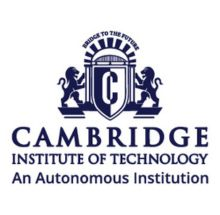 BRIDGE TO THE FUTURE
C
CAMBRIDGE
INSTITUTE OF TECHNOLOGY
An Autonomous Institution